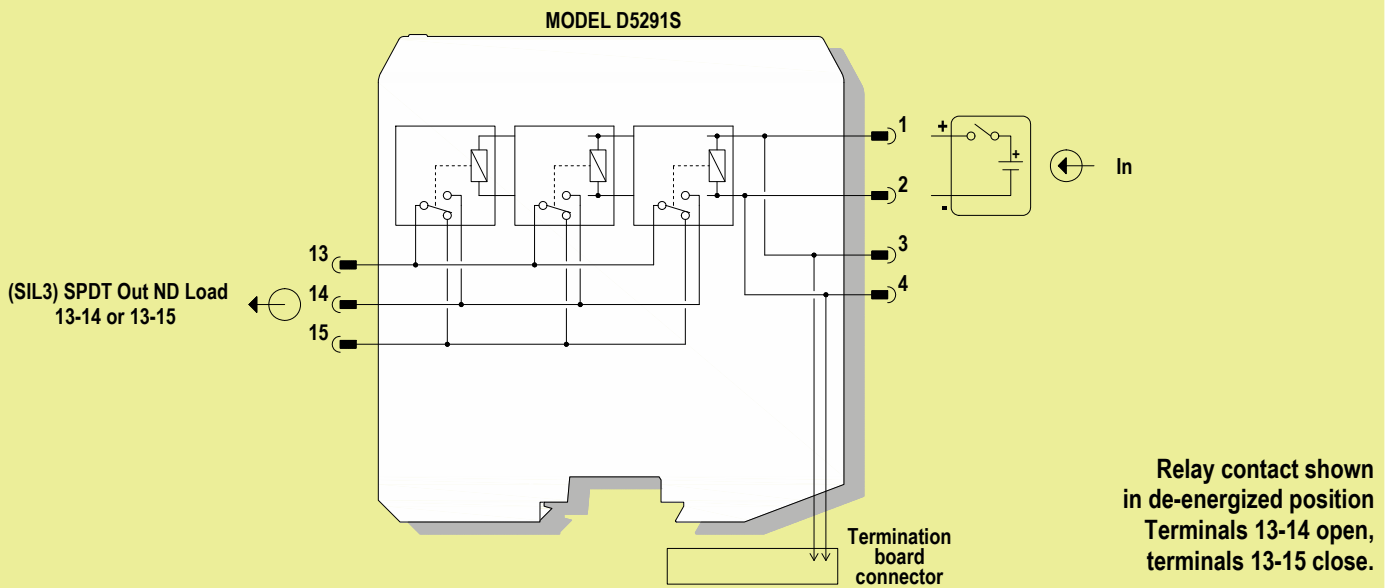 MODEL D5291S
1
+
+
In
2
-
3
13
4
(SIL3) SPDT Out ND Load
13-14 or 13-15
14
15
Relay contact shown
in de-energized position
Terminals 13-14 open,
terminals 13-15 close.
Termination
board
connector